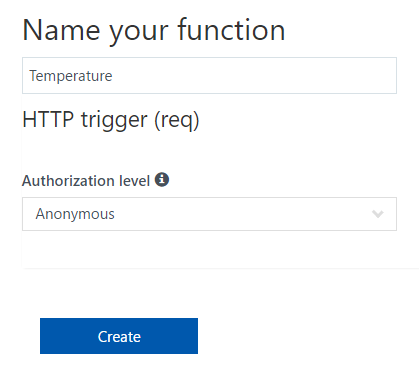 Name your function
Temperature
HTTP trigger (req)
Authorization level
Anonymous
Create